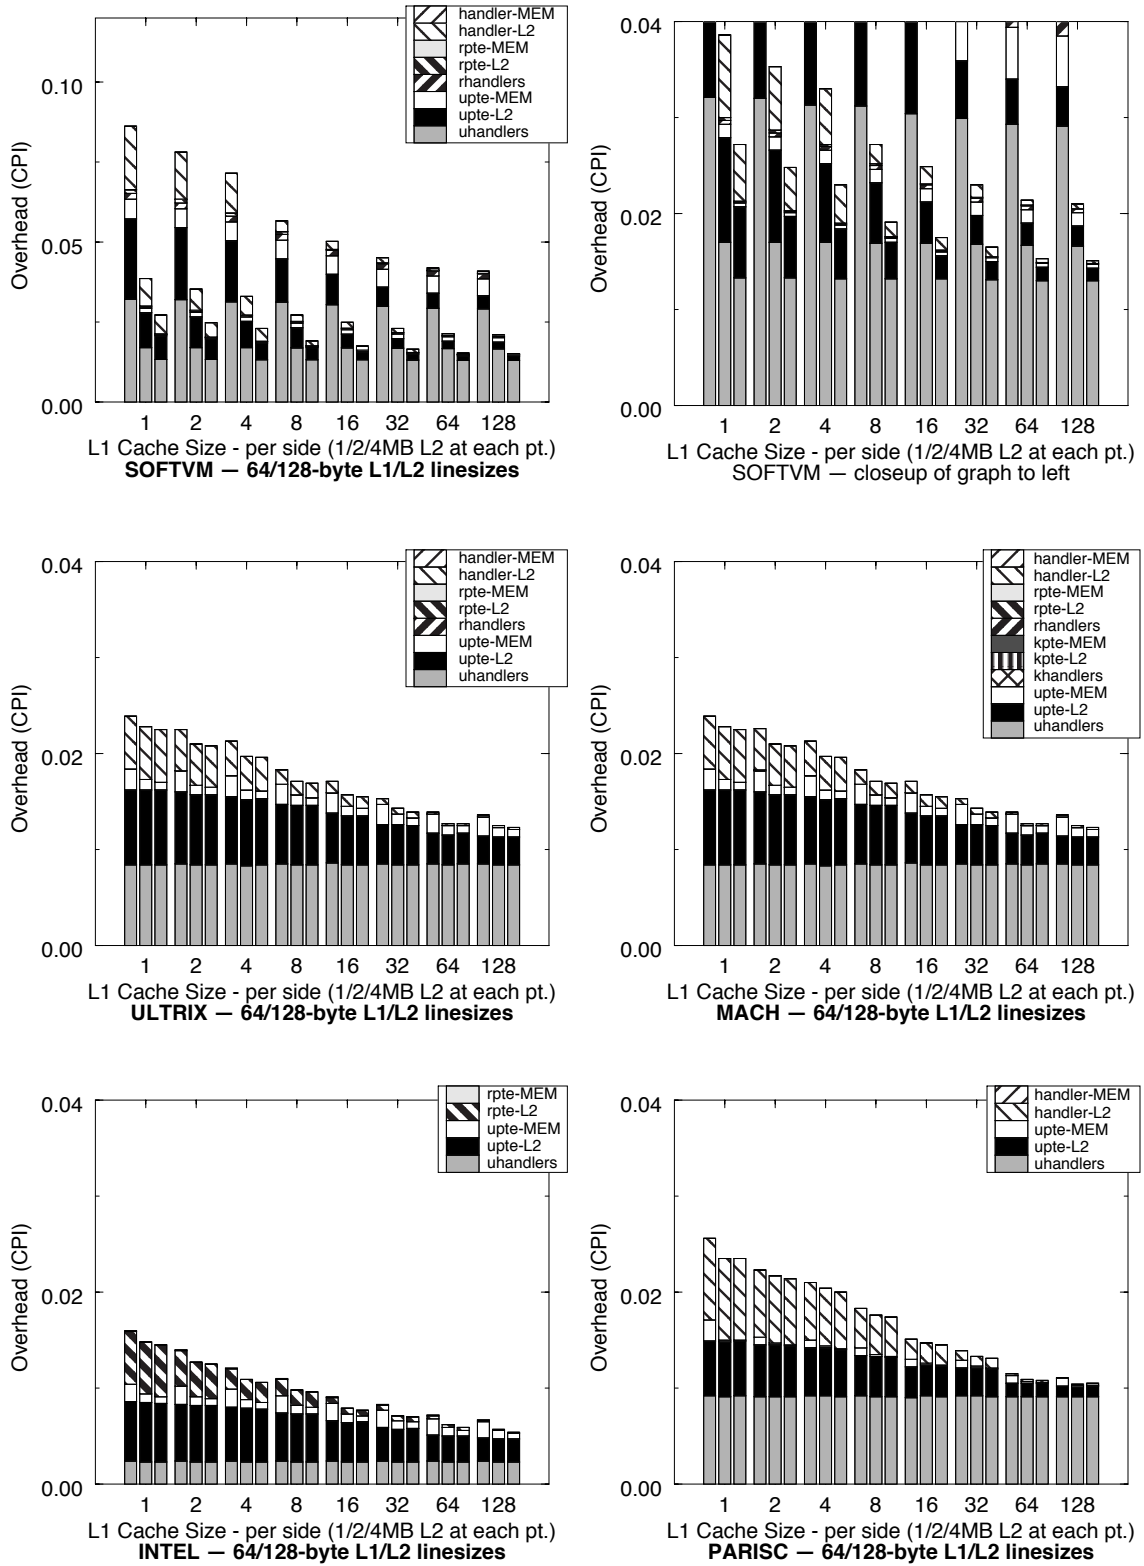 handler-MEM
handler-L2
rpte-MEM
rpte-L2
rhandlers
upte-MEM
upte-L2
uhandlers
0.10
0.05
0.00
Overhead (CPI)
1 2 4 8 16 32 64 128
L1 Cache Size - per side (1/2/4MB L2 at each pt.)
SOFTVM — 64/128-byte L1/L2 linesizes
0.04
0.02
0.00
Overhead (CPI)
1 2 4 8 16 32 64 128
L1 Cache Size - per side (1/2/4MB L2 at each pt.)
SOFTVM — closeup of graph to left
handler-MEM
handler-L2
rpte-MEM
rpte-L2
rhandlers
upte-MEM
upte-L2
uhandlers
0.04
0.02
0.00
Overhead (CPI)
1 2 4 8 16 32 64 128
L1 Cache Size - per side (1/2/4MB L2 at each pt.)
ULTRIX — 64/128-byte L1/L2 linesizes
handler-MEM
handler-L2
rpte-MEM
rpte-L2
rhandlers
kpte-MEM
kpte-L2
khandlers
upte-MEM
upte-L2
uhandlers
0.04
0.02
0.00
Overhead (CPI)
1 2 4 8 16 32 64 128
L1 Cache Size - per side (1/2/4MB L2 at each pt.)
MACH — 64/128-byte L1/L2 linesizes
rpte-MEM
rpte-L2
upte-MEM
upte-L2
uhandlers
0.04
0.02
0.00
Overhead (CPI)
1 2 4 8 16 32 64 128
L1 Cache Size - per side (1/2/4MB L2 at each pt.)
INTEL — 64/128-byte L1/L2 linesizes
handler-MEM
handler-L2
upte-MEM
upte-L2
uhandlers
0.04
0.02
0.00
Overhead (CPI)
1 2 4 8 16 32 64 128
L1 Cache Size - per side (1/2/4MB L2 at each pt.)
PARISC — 64/128-byte L1/L2 linesizes